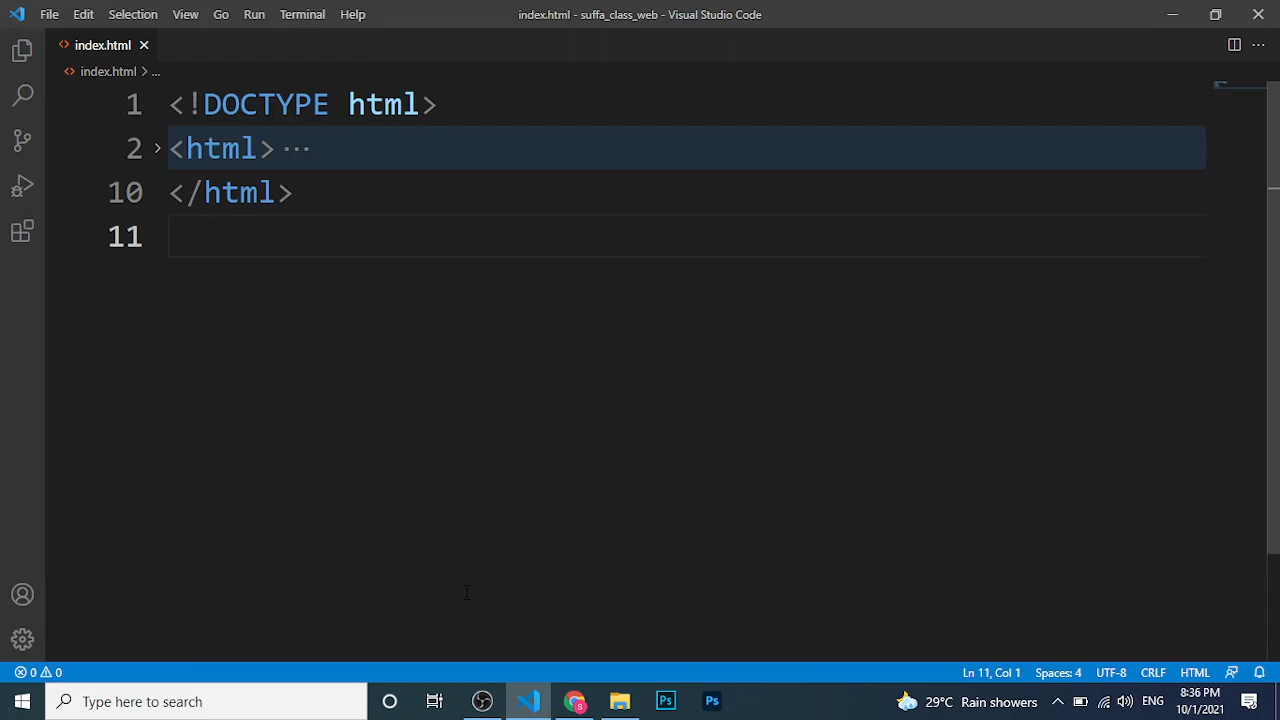 File Edit Selection View Go Run Terminal Help index.html - suffa_class_web - Visual Studio Code
index.html
index.html > ...
1 <!DOCTYPE html>
2 <html> ...
10 </html>
11
0 0 Ln 11, Col 1 Spaces: 4 UTF-8 CRLF HTML
Type here to search S Ps Ps 29°C Rain showers ENG 8:36 PM
10/1/2021